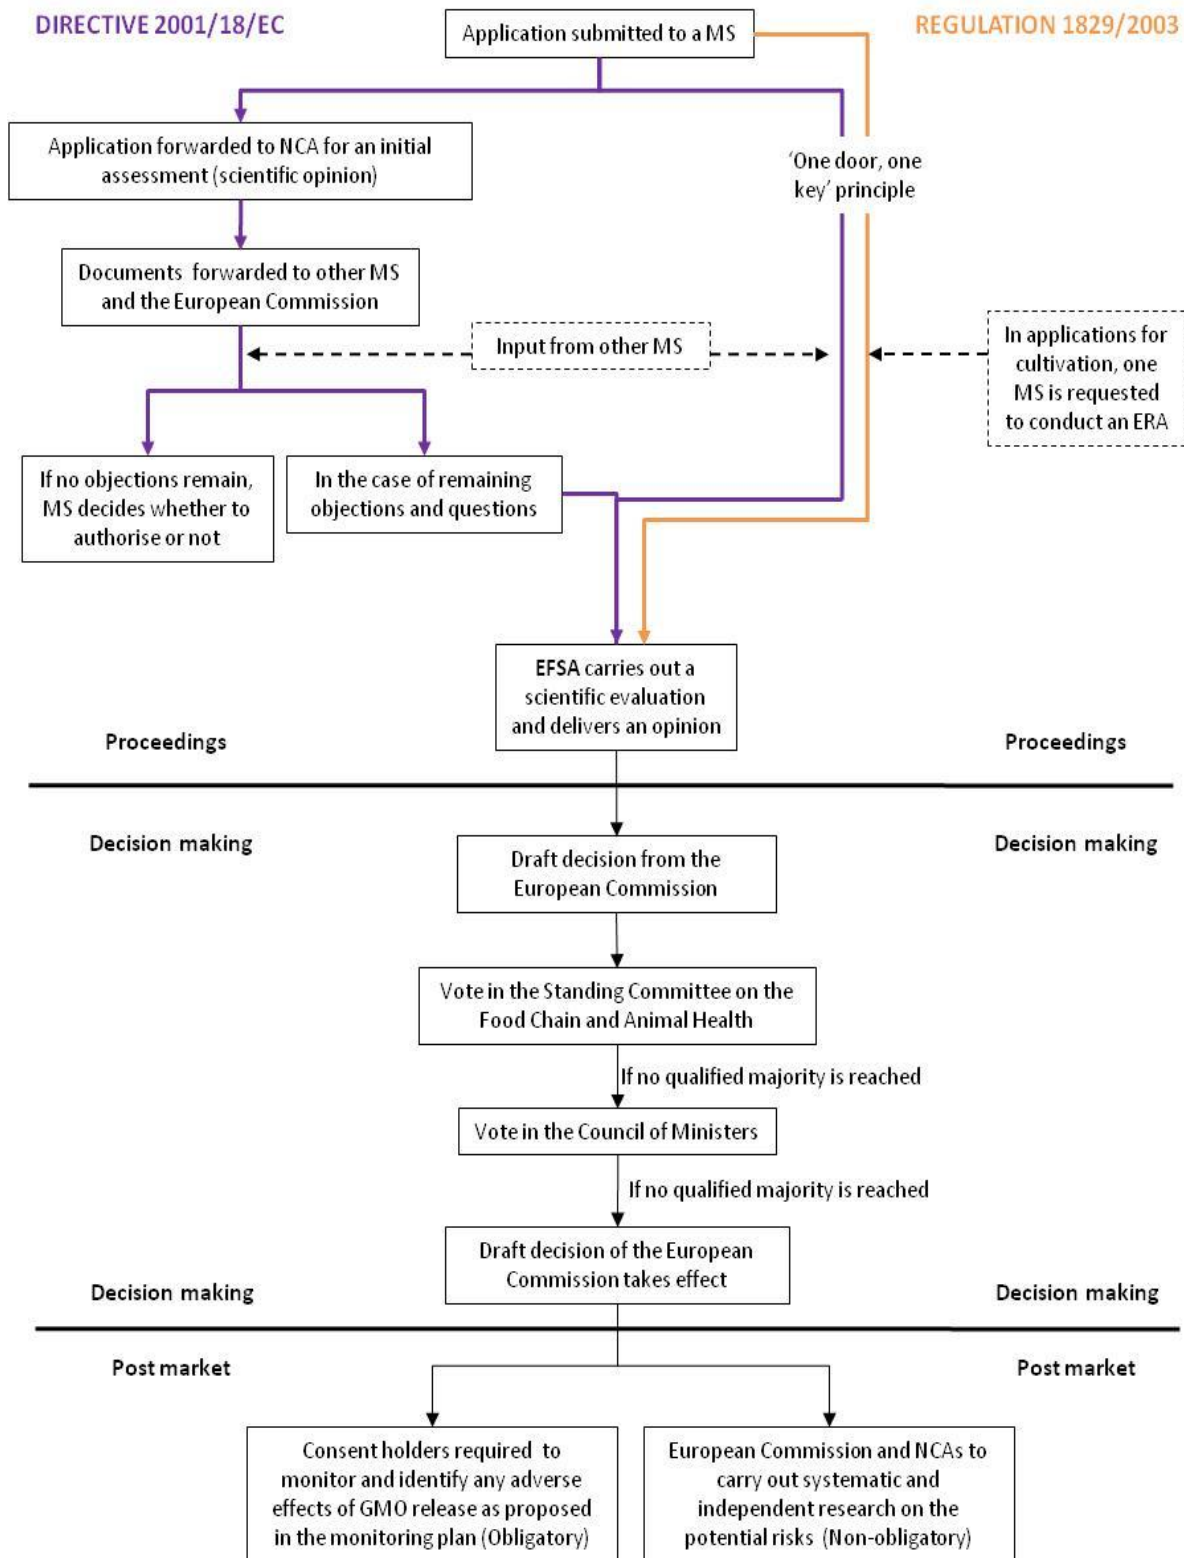 DIRECTIVE 2001/18/EC
Application submitted to a MS
REGULATION 1829/2003
Application forwarded to NCA for an initial
assessment (scientific opinion)
'One door, one
key' principle
Documents forwarded to other MS
and the European Commission
Input from other MS
In applications for
cultivation, one
MS is requested
to conduct an ERA
If no objections remain,
MS decides whether to
authorise or not
In the case of remaining
objections and questions
EFSA carries out a
scientific evaluation
and delivers an opinion
Proceedings
Proceedings
Decision making
Decision making
Draft decision from the
European Commission
Vote in the Standing Committee on the
Food Chain and Animal Health
If no qualified majority is reached
Vote in the Council of Ministers
If no qualified majority is reached
Draft decision of the European
Commission takes effect
Decision making
Decision making
Post market
Post market
Consent holders required to
monitor and identify any adverse
effects of GMO release as proposed
in the monitoring plan (Obligatory)
European Commission and NCAs to
carry out systematic and
independent research on the
potential risks (Non-obligatory)